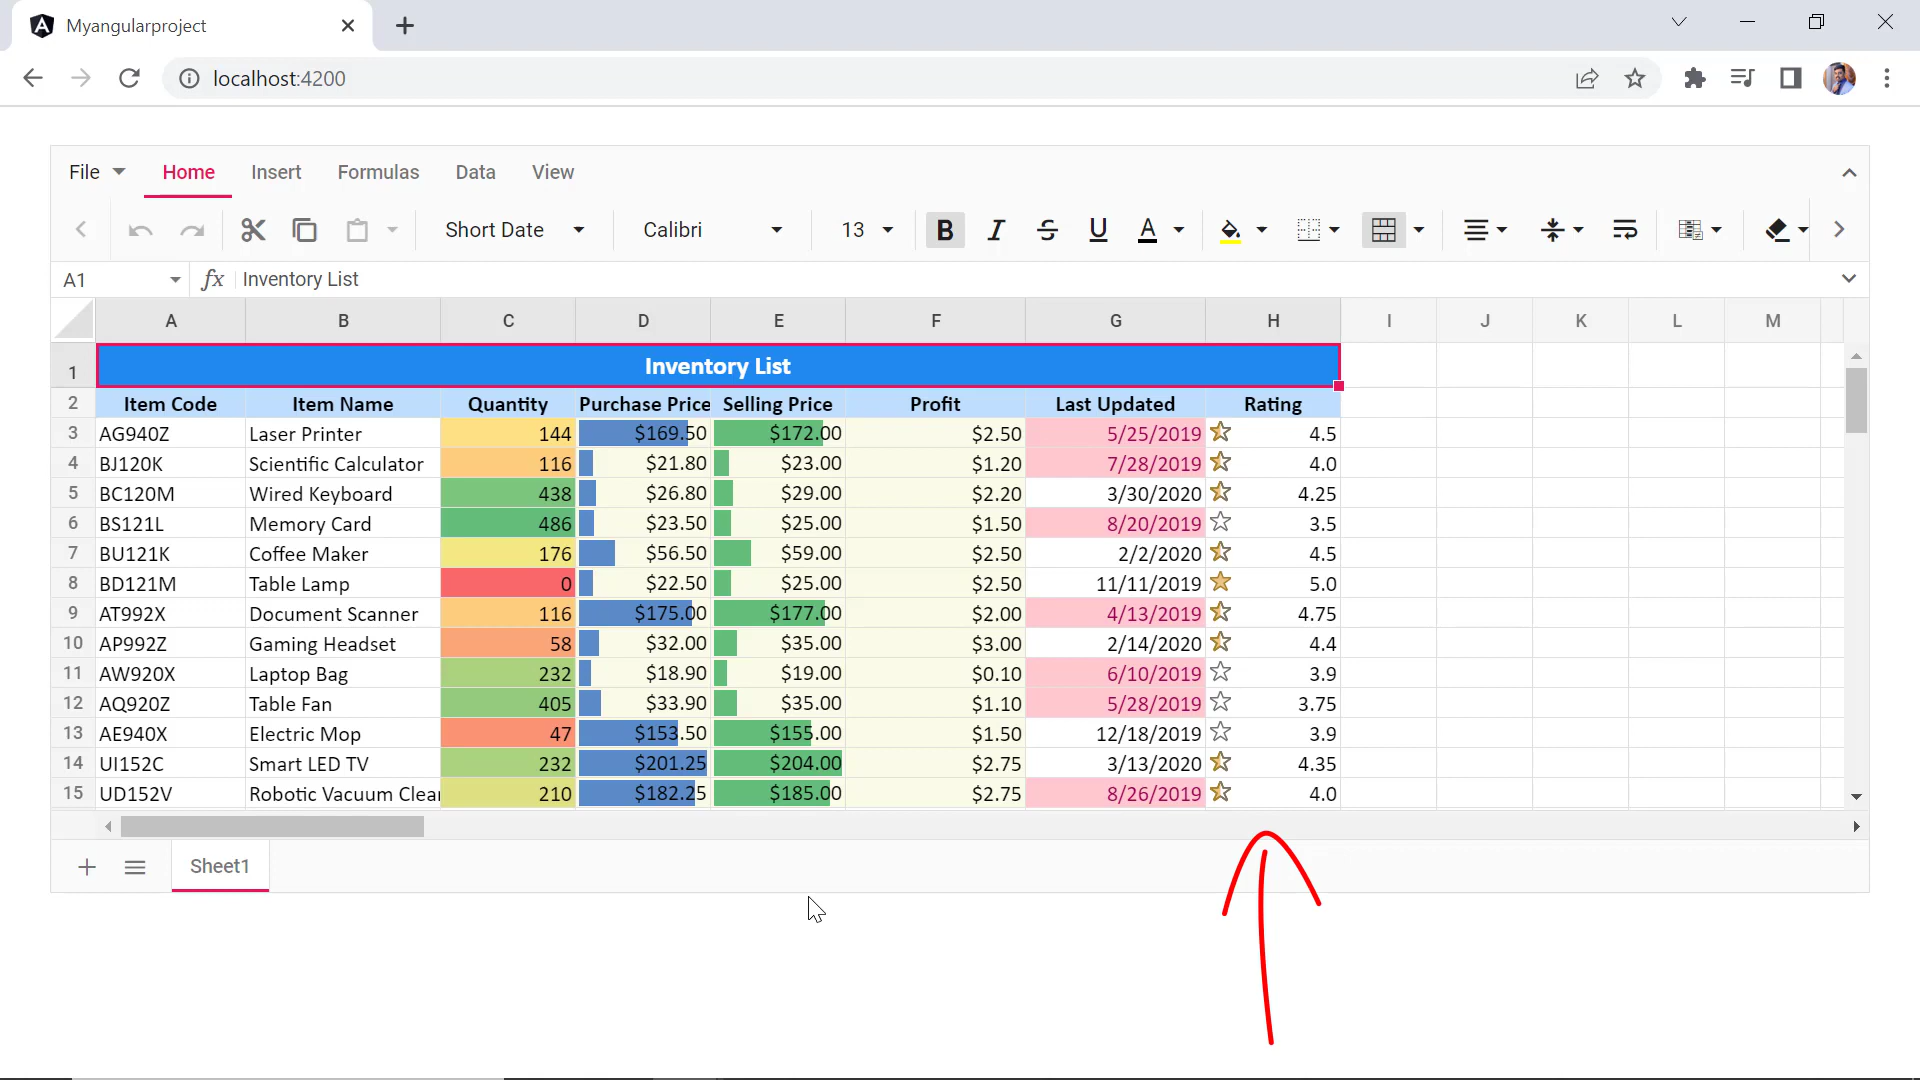 Myangularproject
localhost:4200
File Home Insert Formulas Data View
Short Date Calibri 13 B I S U A
A1 fx Inventory List
A B C D E F G H I J K L M
1 Inventory List
2 Item Code Item Name Quantity Purchase Price Selling Price Profit Last Updated Rating
3 AG940Z Laser Printer 144 $169.50 $172.00 $2.50 5/25/2019 4.5
4 BJ120K Scientific Calculator 116 $21.80 $23.00 $1.20 7/28/2019 4.0
5 BC120M Wired Keyboard 438 $26.80 $29.00 $2.20 3/30/2020 4.25
6 BS121L Memory Card 486 $23.50 $25.00 $1.50 8/20/2019 3.5
7 BU121K Coffee Maker 176 $56.50 $59.00 $2.50 2/2/2020 4.5
8 BD121M Table Lamp 0 $22.50 $25.00 $2.50 11/11/2019 5.0
9 AT992X Document Scanner 116 $175.00 $177.00 $2.00 4/13/2019 4.75
10 AP992Z Gaming Headset 58 $32.00 $35.00 $3.00 2/14/2020 4.4
11 AW920X Laptop Bag 232 $18.90 $19.00 $0.10 6/10/2019 3.9
12 AQ920Z Table Fan 405 $33.90 $35.00 $1.10 5/28/2019 3.75
13 AE940X Electric Mop 47 $153.50 $155.00 $1.50 12/18/2019 3.9
14 UI152C Smart LED TV 232 $201.25 $204.00 $2.75 3/13/2020 4.35
15 UD152V Robotic Vacuum Clea 210 $182.25 $185.00 $2.75 8/26/2019 4.0
Sheet1